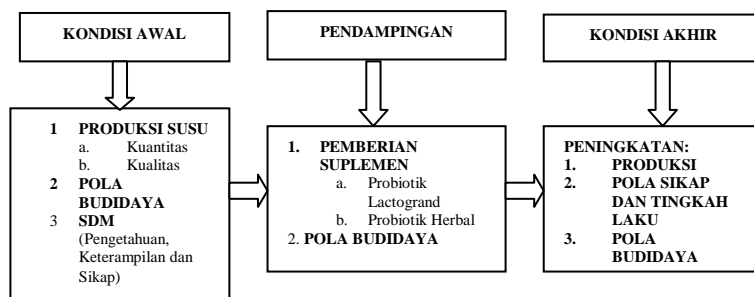 KONDISI AWAL
PENDAMPINGAN
KONDISI AKHIR
1 PRODUKSI SUSU
a. Kuantitas
b. Kualitas
2 POLA
BUDIDAYA
3 SDM
(Pengetahuan,
Keterampilan dan
Sikap)
1. PEMBERIAN
SUPLEMEN
a. Probiotik
Lactogrand
b. Probiotik Herbal
2. POLA BUDIDAYA
PENINGKATAN:
1. PRODUKSI
2. POLA SIKAP
DAN TINGKAH
LAKU
3. POLA
BUDIDAYA